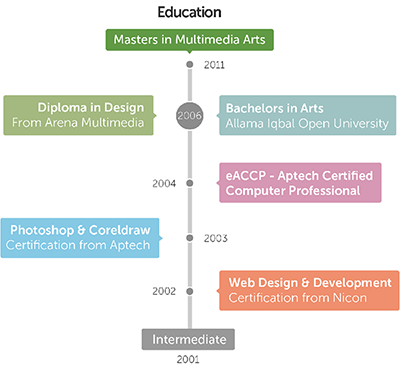 Education
Masters in Multimedia Arts
2011
Diploma in Design
From Arena Multimedia
2006
Bachelors in Arts
Allama Iqbal Open University
2004
eACCP - Aptech Certified
Computer Professional
Photoshop & Coreldraw
Certification from Aptech
2003
2002
Web Design & Development
Certification from Nicon
Intermediate
2001